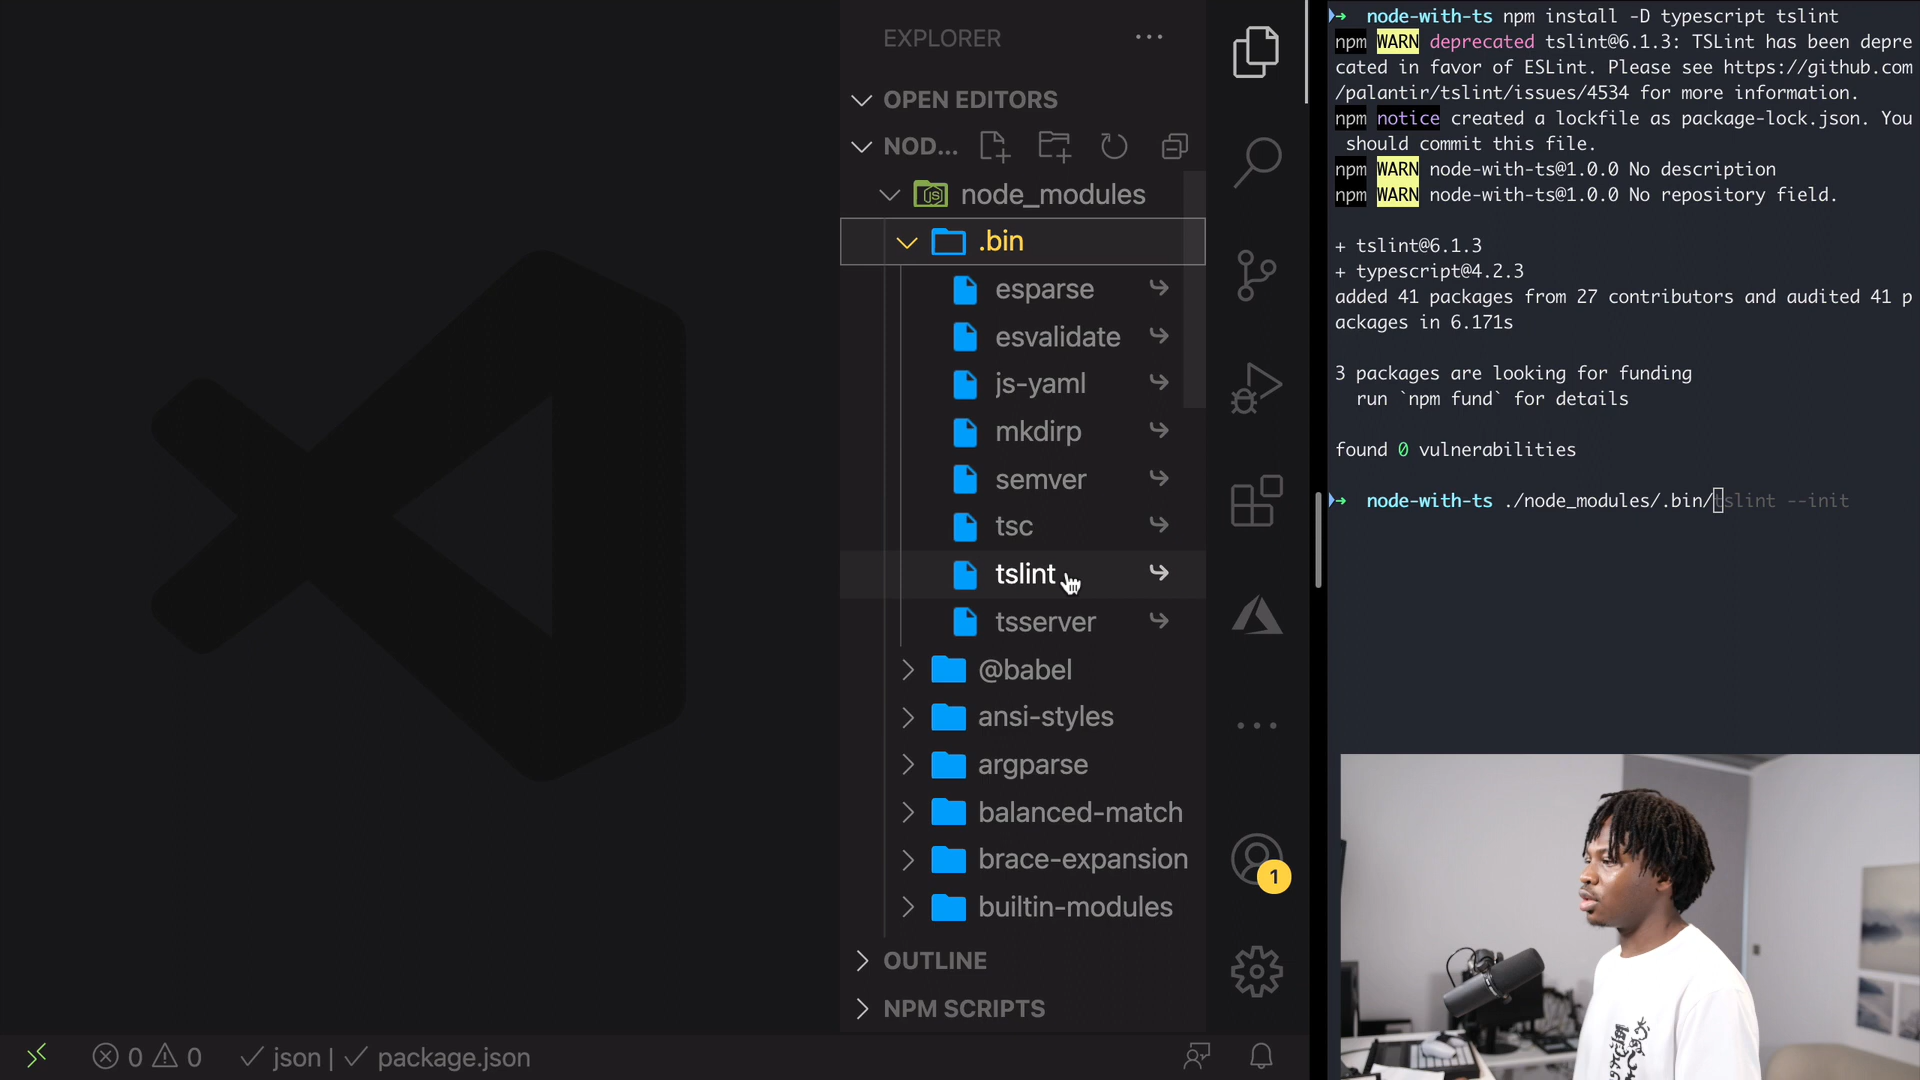 EXPLORER
OPEN EDITORS
NOD...
node_modules
.bin
esparse
esvalidate
js-yaml
mkdirp
semver
tsc
tslint
tsserver
@babel
ansi-styles
argparse
balanced-match
brace-expansion
builtin-modules
OUTLINE
NPM SCRIPTS
0 0 json | package.json
1
node-with-ts npm install -D typescript tslint
npm WARN deprecated tslint@6.1.3: TSLint has been depre
cated in favor of ESLint. Please see https://github.com
/palantir/tslint/issues/4534 for more information.
npm notice created a lockfile as package-lock.json. You
should commit this file.
npm WARN node-with-ts@1.0.0 No description
npm WARN node-with-ts@1.0.0 No repository field.
+ tslint@6.1.3
+ typescript@4.2.3
added 41 packages from 27 contributors and audited 41 p
ackages in 6.171s
3 packages are looking for funding
run `npm fund` for details
found 0 vulnerabilities
node-with-ts ./node_modules/.bin/tslint --init